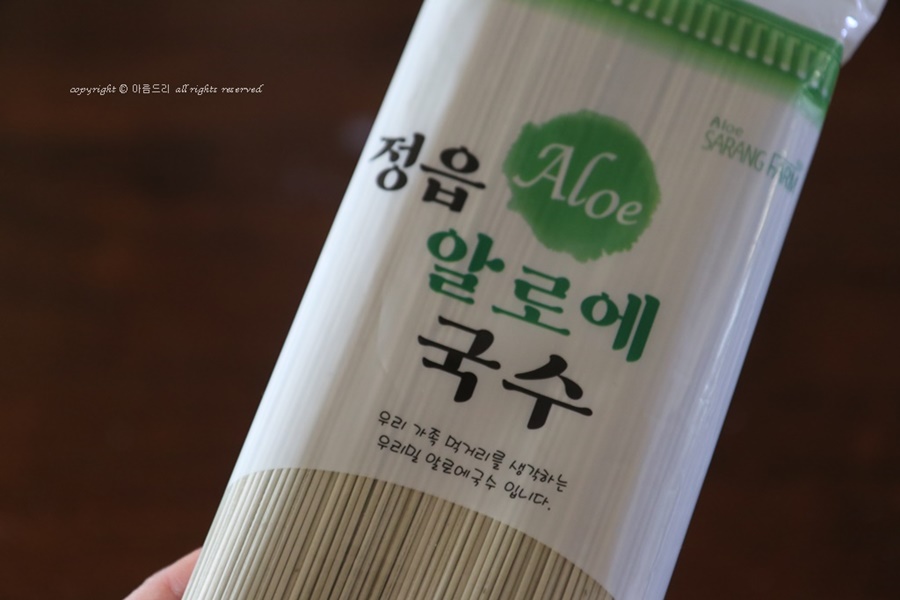 copyright © 아름드리 all rights reserved
Aloe
SARANG FARM
정읍
Aloe
알로에
국수
우리 가족 먹거리를 생각하는
우리밀 알로에국수 입니다.